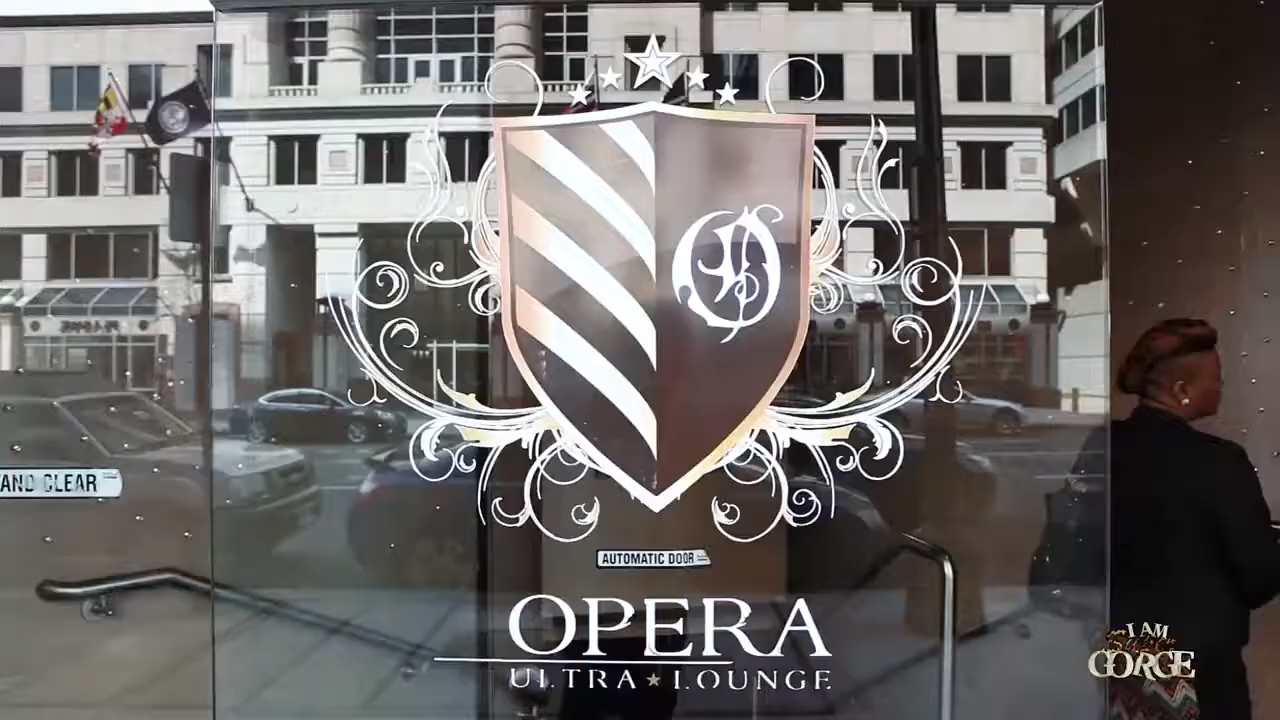 AND CLEAR
AUTOMATIC DOOR
OPERA
ULTRA★LOUNGE
I AM
GORGE